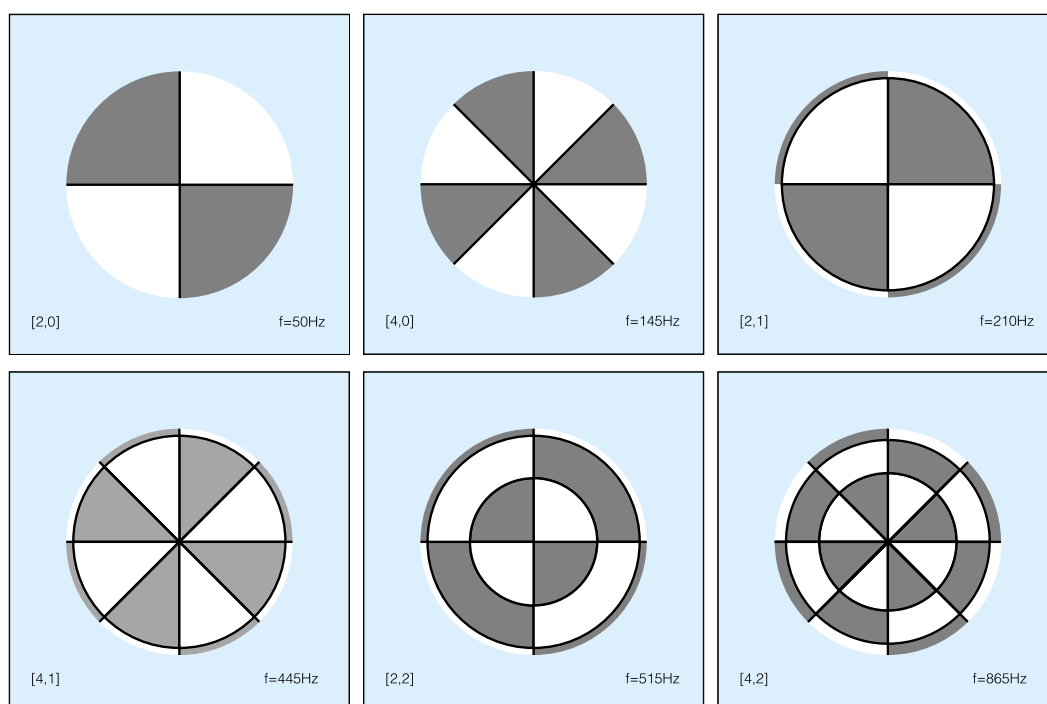 [2,0] f=50Hz
[4,0] f=145Hz
[2,1] f=210Hz
[4,1] f=445Hz
[2,2] f=515Hz
[4,2] f=865Hz